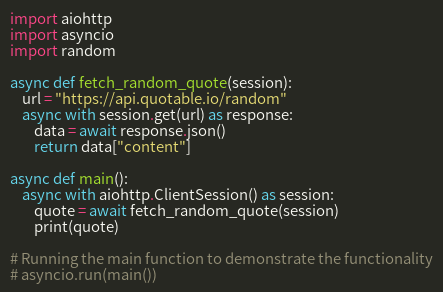 import aiohttp
import asyncio
import random

async def fetch_random_quote(session):
    url = "https://api.quotable.io/random"
    async with session.get(url) as response:
        data = await response.json()
        return data["content"]

async def main():
    async with aiohttp.ClientSession() as session:
        quote = await fetch_random_quote(session)
        print(quote)

# Running the main function to demonstrate the functionality
# asyncio.run(main())